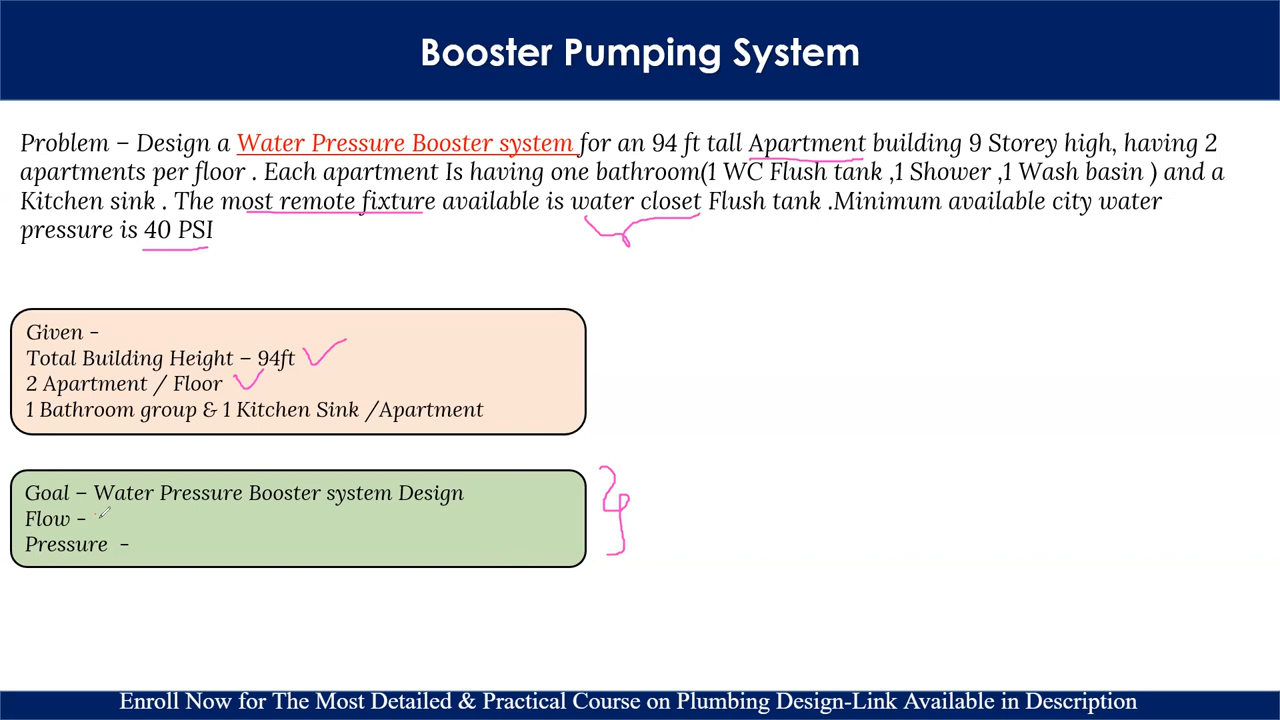 Booster Pumping System
Problem – Design a Water Pressure Booster system for an 94 ft tall Apartment building 9 Storey high, having 2
apartments per floor . Each apartment Is having one bathroom(1 WC Flush tank ,1 Shower ,1 Wash basin ) and a
Kitchen sink . The most remote fixture available is water closet Flush tank .Minimum available city water
pressure is 40 PSI
Given -
Total Building Height – 94ft
2 Apartment / Floor
1 Bathroom group & 1 Kitchen Sink /Apartment
Goal – Water Pressure Booster system Design
Flow -
Pressure -
Enroll Now for The Most Detailed & Practical Course on Plumbing Design-Link Available in Description